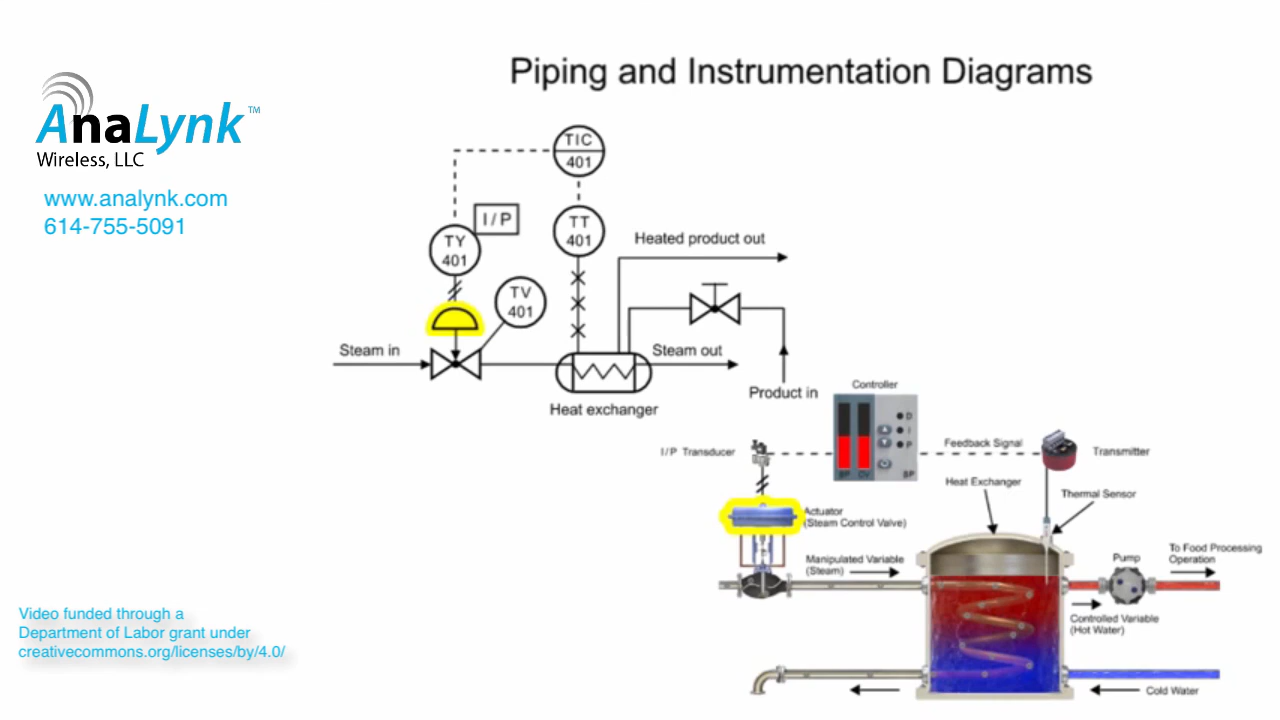 Piping and Instrumentation Diagrams
AnaLynk™
Wireless, LLC
www.analynk.com
614-755-5091
TIC
401
I / P
TT
401
TY
401
Heated product out
TV
401
Steam in
Steam out
Product in
Heat exchanger
Controller
D
I
P
SP
I/P Transducer
Feedback Signal
Transmitter
Heat Exchanger
Thermal Sensor
Actuator
(Steam Control Valve)
Manipulated Variable
(Steam)
Pump
To Food Processing
Operation
Controlled Variable
(Hot Water)
Cold Water
Video funded through a
Department of Labor grant under
creativecommons.org/licenses/by/4.0/